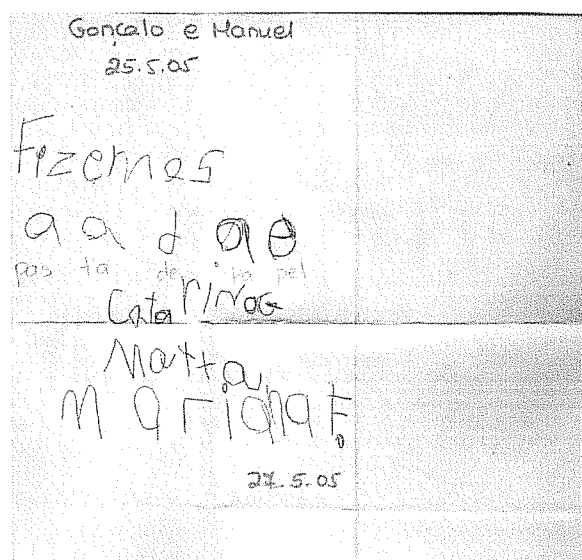 Gonçalo e Manuel
25.5.05
Fizemos
a a d a e
pas ta de pa pel
Catarina
Marta
Mariana F.
27.5.05